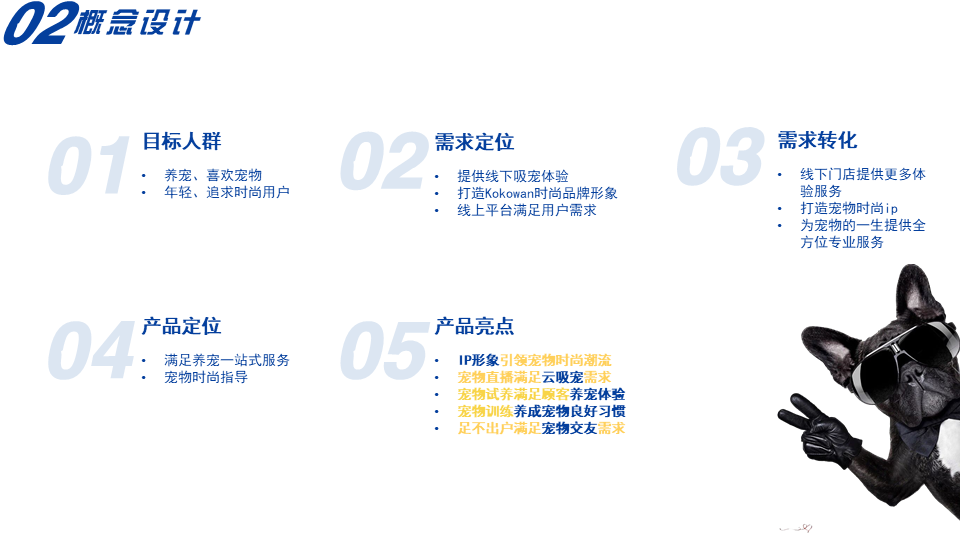 02概念设计
01
目标人群
• 养宠、喜欢宠物
• 年轻、追求时尚用户
02
需求定位
• 提供线下吸宠体验
• 打造Kokowan时尚品牌形象
• 线上平台满足用户需求
03
需求转化
• 线下门店提供更多体
验服务
• 打造宠物时尚ip
• 为宠物的一生提供全
方位专业服务
04
产品定位
• 满足养宠一站式服务
• 宠物时尚指导
05
产品亮点
• IP形象引领宠物时尚潮流
• 宠物直播满足云吸宠需求
• 宠物试养满足顾客养宠体验
• 宠物训练养成宠物良好习惯
• 足不出户满足宠物交友需求